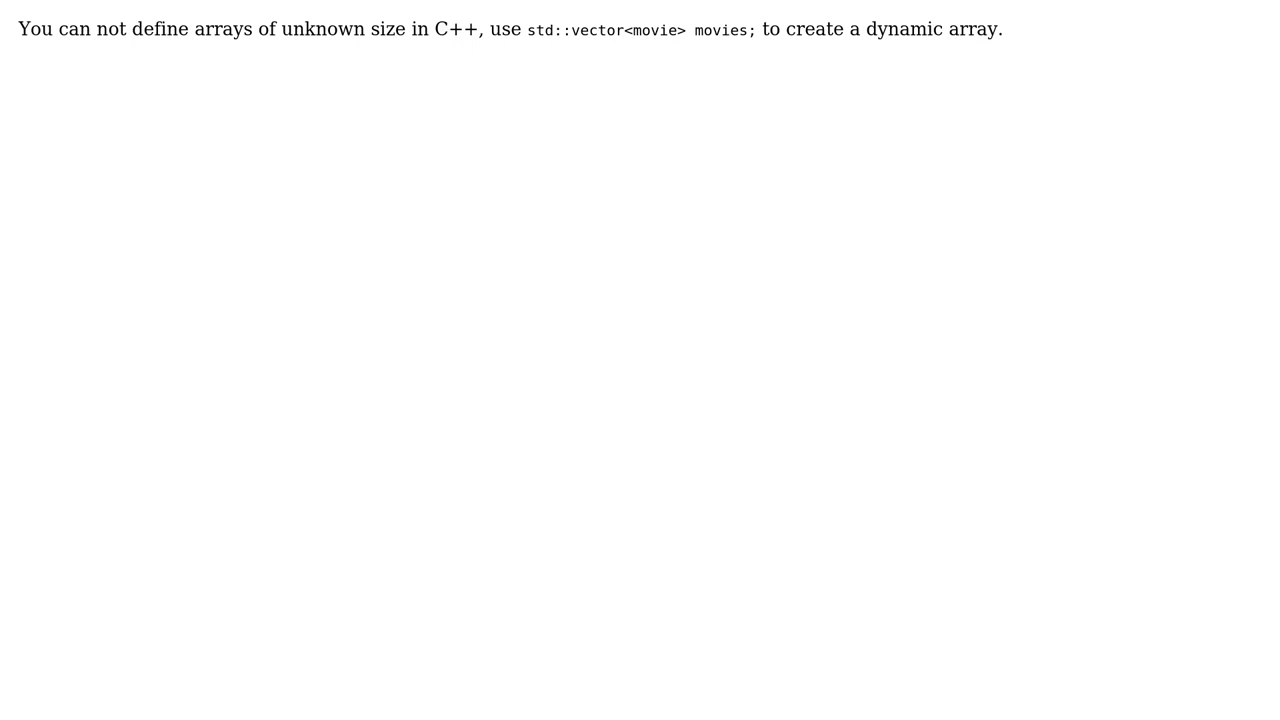 You can not define arrays of unknown size in C++, use std::vector<movie> movies; to create a dynamic array.